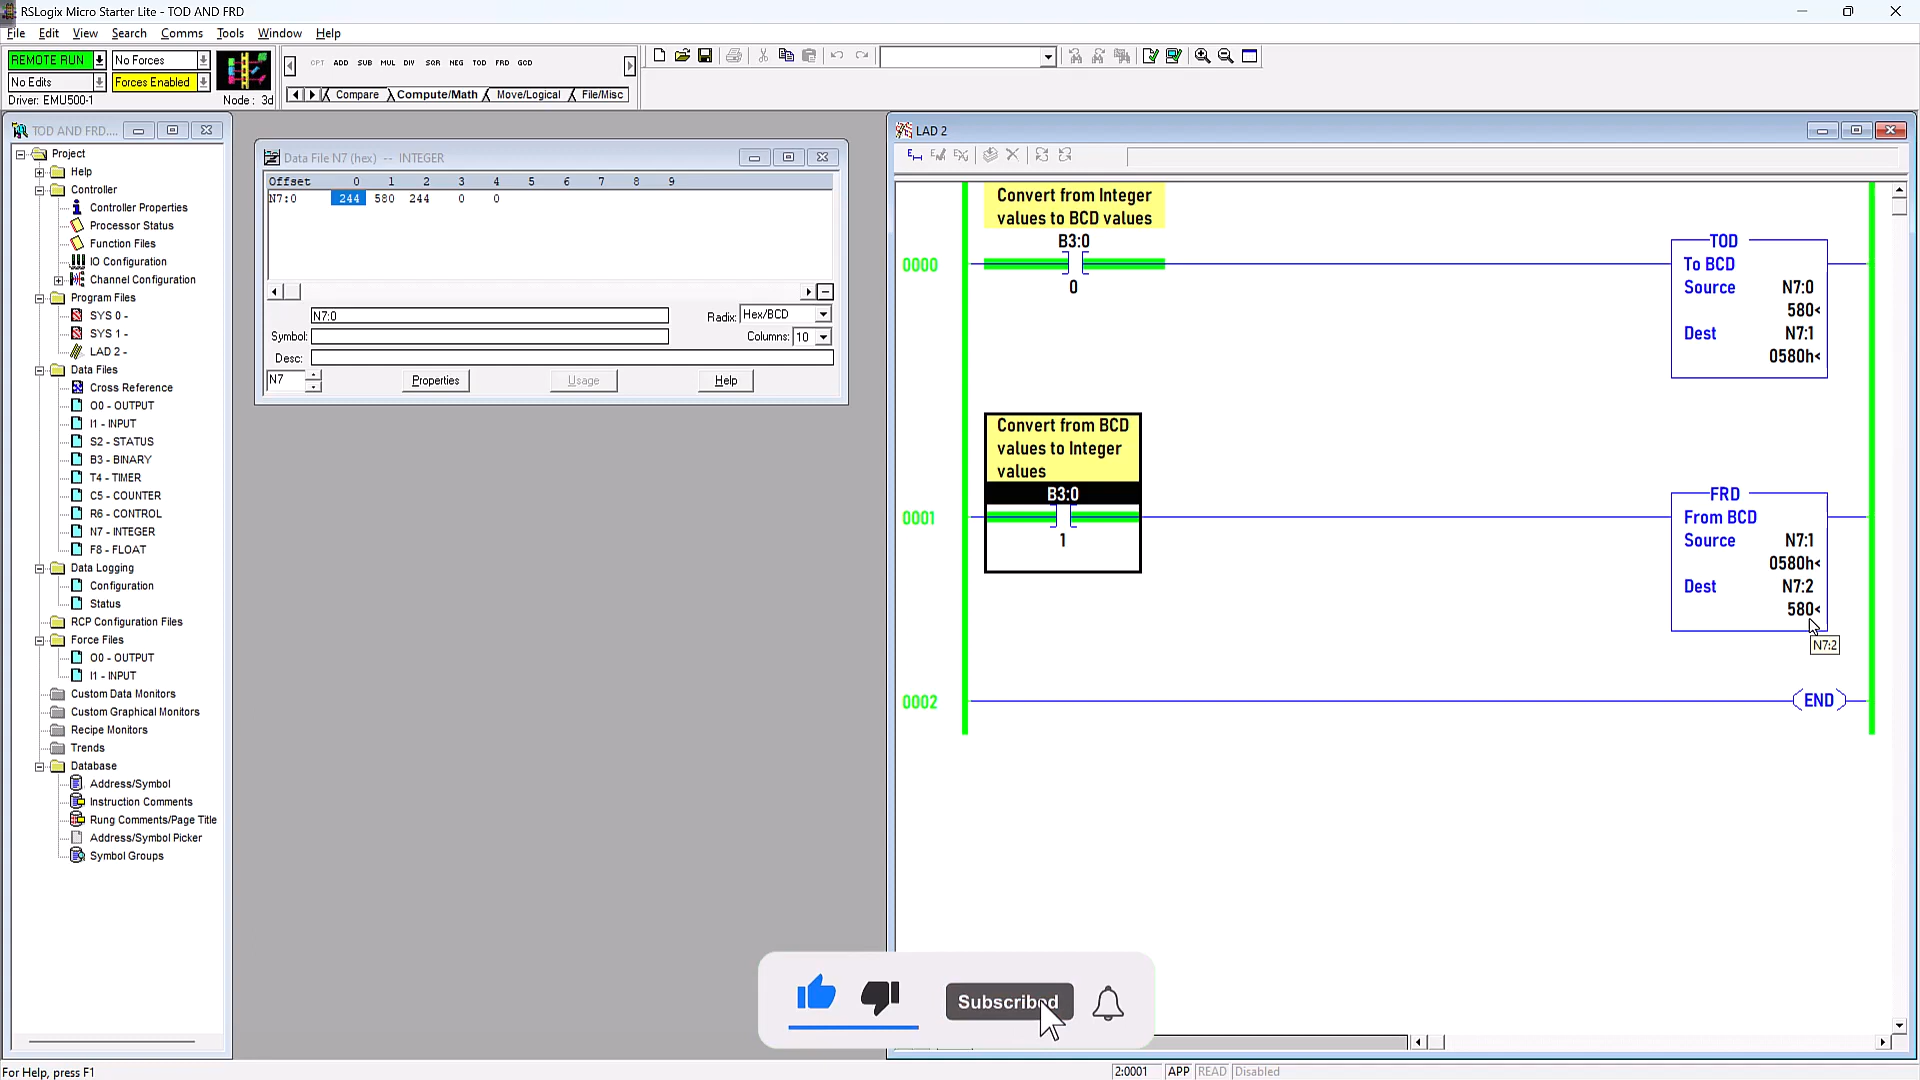 RSLogix Micro Starter Lite - TOD AND FRD
File Edit View Search Comms Tools Window Help
REMOTE RUN No Forces
No Edits Forces Enabled
Driver: EMU500-1 Node : 3d
CPT ADD SUB MUL DIV SQR NEG TOD FRD GCD
Compare Compute/Math Move/Logical File/Misc
TOD AND FRD....
Project
Help
Controller
Controller Properties
Processor Status
Function Files
IO Configuration
Channel Configuration
Program Files
SYS 0 -
SYS 1 -
LAD 2 -
Data Files
Cross Reference
O0 - OUTPUT
I1 - INPUT
S2 - STATUS
B3 - BINARY
T4 - TIMER
C5 - COUNTER
R6 - CONTROL
N7 - INTEGER
F8 - FLOAT
Data Logging
Configuration
Status
RCP Configuration Files
Force Files
O0 - OUTPUT
I1 - INPUT
Custom Data Monitors
Custom Graphical Monitors
Recipe Monitors
Trends
Database
Address/Symbol
Instruction Comments
Rung Comments/Page Title
Address/Symbol Picker
Symbol Groups
Data File N7 (hex) -- INTEGER
Offset 0 1 2 3 4 5 6 7 8 9
N7:0 244 580 244 0 0
N7:0
Radix: Hex/BCD
Symbol:
Columns: 10
Desc:
N7
Properties Usage Help
LAD 2
Convert from Integer
values to BCD values
B3:0
0000
0
TOD
To BCD
Source N7:0
580<
Dest N7:1
0580h<
Convert from BCD
values to Integer
values
B3:0
0001
1
FRD
From BCD
Source N7:1
0580h<
Dest N7:2
580<
N7:2
0002
END
Subscribed
For Help, press F1
2:0001 APP READ Disabled